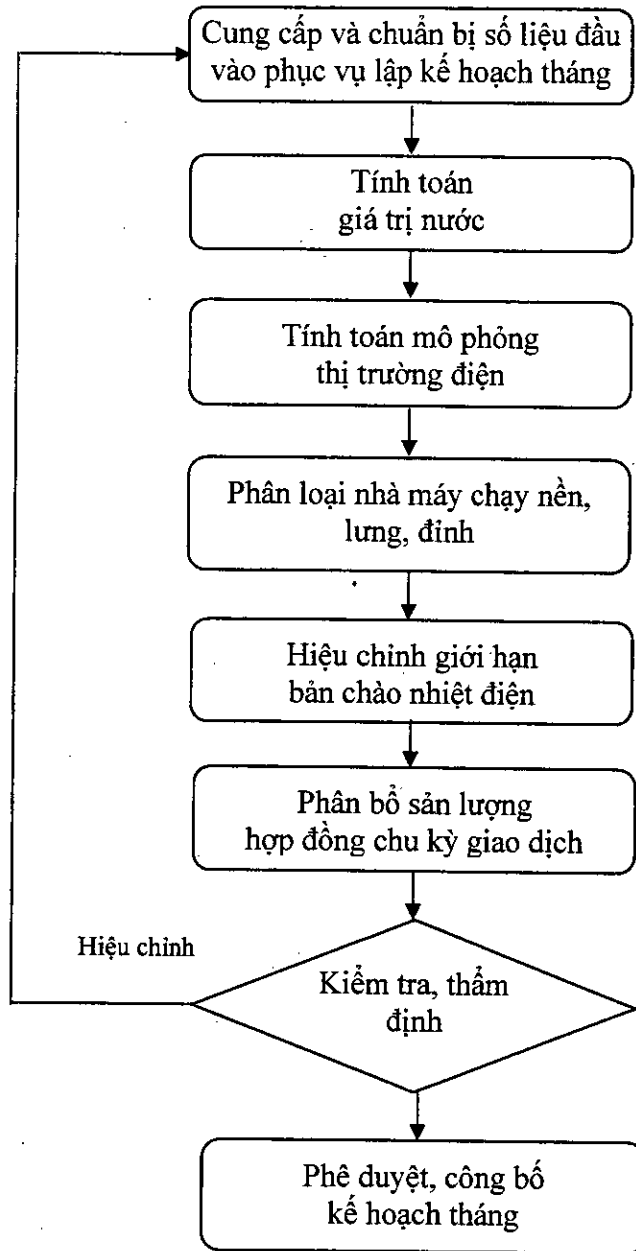 Cung cấp và chuẩn bị số liệu đầu
vào phục vụ lập kế hoạch tháng
Tính toán
giá trị nước
Tính toán mô phỏng
thị trường điện
Phân loại nhà máy chạy nền,
lưng, đỉnh
Hiệu chỉnh giới hạn
bản chào nhiệt điện
Phân bổ sản lượng
hợp đồng chu kỳ giao dịch
Hiệu chỉnh
Kiểm tra, thẩm
định
Phê duyệt, công bố
kế hoạch tháng